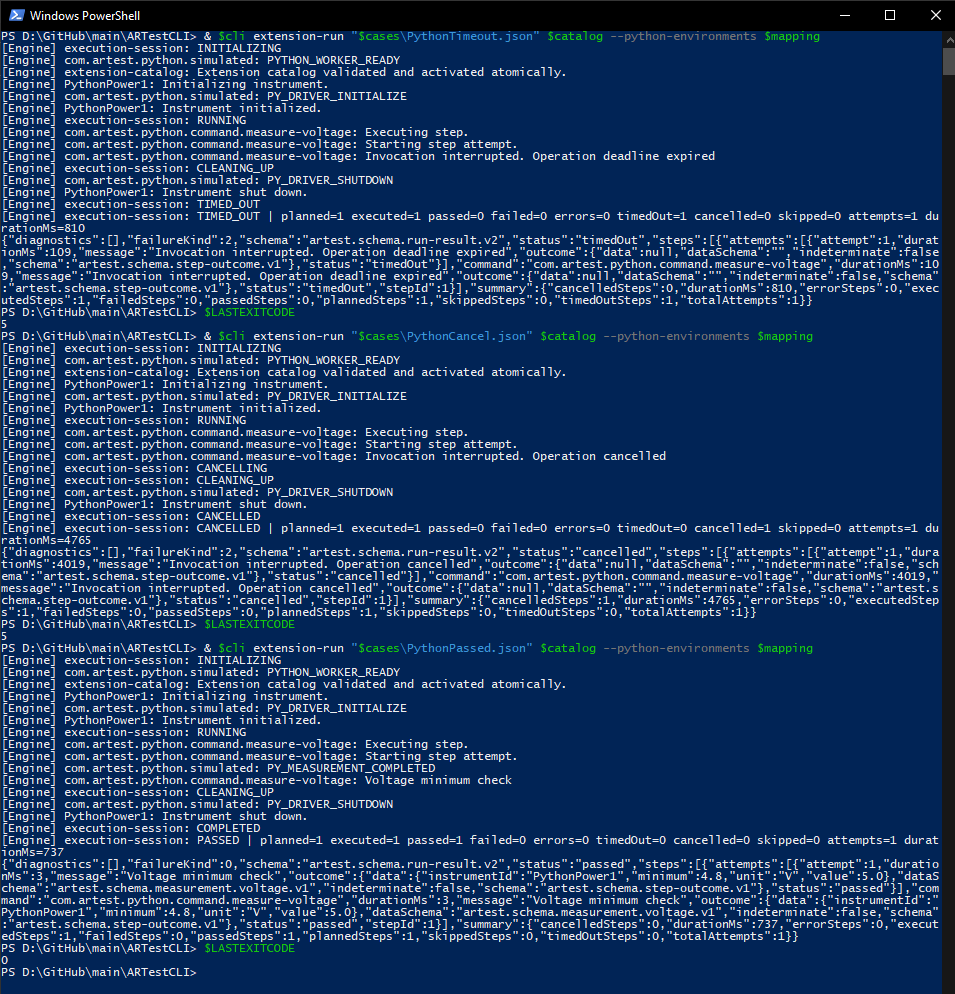 Windows PowerShell
PS D:\GitHub\main\ARTestCLI> & $cli extension-run "$cases\PythonTimeout.json" $catalog --python-environments $mapping
[Engine] execution-session: INITIALIZING
[Engine] com.artest.python.simulated: PYTHON_WORKER_READY
[Engine] extension-catalog: Extension catalog validated and activated atomically.
[Engine] PythonPower1: Initializing instrument.
[Engine] com.artest.python.simulated: PY_DRIVER_INITIALIZE
[Engine] PythonPower1: Instrument initialized.
[Engine] execution-session: RUNNING
[Engine] com.artest.python.command.measure-voltage: Executing step.
[Engine] com.artest.python.command.measure-voltage: Starting step attempt.
[Engine] com.artest.python.command.measure-voltage: Invocation interrupted. Operation deadline expired
[Engine] execution-session: CLEANING_UP
[Engine] com.artest.python.simulated: PY_DRIVER_SHUTDOWN
[Engine] PythonPower1: Instrument shut down.
[Engine] execution-session: TIMED_OUT
[Engine] execution-session: TIMED_OUT | planned=1 executed=1 passed=0 failed=0 errors=0 timedOut=1 cancelled=0 skipped=0 attempts=1 du
rationMs=810
{"diagnostics":[],"failureKind":2,"schema":"artest.schema.run-result.v2","status":"timedOut","steps":[{"attempts":[{"attempt":1,"durat
ionMs":109,"message":"Invocation interrupted. Operation deadline expired","outcome":{"data":null,"dataSchema":"","indeterminate":false
,"schema":"artest.schema.step-outcome.v1"},"status":"timedOut"}],"command":"com.artest.python.command.measure-voltage","durationMs":10
9,"message":"Invocation interrupted. Operation deadline expired","outcome":{"data":null,"dataSchema":"","indeterminate":false,"schema"
:"artest.schema.step-outcome.v1"},"status":"timedOut","stepId":1}],"summary":{"cancelledSteps":0,"durationMs":810,"errorSteps":0,"exec
utedSteps":1,"failedSteps":0,"passedSteps":0,"plannedSteps":1,"skippedSteps":0,"timedOutSteps":1,"totalAttempts":1}}
PS D:\GitHub\main\ARTestCLI> $LASTEXITCODE
5
PS D:\GitHub\main\ARTestCLI> & $cli extension-run "$cases\PythonCancel.json" $catalog --python-environments $mapping
[Engine] execution-session: INITIALIZING
[Engine] com.artest.python.simulated: PYTHON_WORKER_READY
[Engine] extension-catalog: Extension catalog validated and activated atomically.
[Engine] PythonPower1: Initializing instrument.
[Engine] com.artest.python.simulated: PY_DRIVER_INITIALIZE
[Engine] PythonPower1: Instrument initialized.
[Engine] execution-session: RUNNING
[Engine] com.artest.python.command.measure-voltage: Executing step.
[Engine] com.artest.python.command.measure-voltage: Starting step attempt.
[Engine] com.artest.python.command.measure-voltage: Invocation interrupted. Operation cancelled
[Engine] execution-session: CANCELLING
[Engine] execution-session: CLEANING_UP
[Engine] com.artest.python.simulated: PY_DRIVER_SHUTDOWN
[Engine] PythonPower1: Instrument shut down.
[Engine] execution-session: CANCELLED
[Engine] execution-session: CANCELLED | planned=1 executed=1 passed=0 failed=0 errors=0 timedOut=0 cancelled=1 skipped=0 attempts=1 du
rationMs=4765
{"diagnostics":[],"failureKind":2,"schema":"artest.schema.run-result.v2","status":"cancelled","steps":[{"attempts":[{"attempt":1,"dura
tionMs":4019,"message":"Invocation interrupted. Operation cancelled","outcome":{"data":null,"dataSchema":"","indeterminate":false,"sch
ema":"artest.schema.step-outcome.v1"},"status":"cancelled"}],"command":"com.artest.python.command.measure-voltage","durationMs":4019,"
message":"Invocation interrupted. Operation cancelled","outcome":{"data":null,"dataSchema":"","indeterminate":false,"schema":"artest.s
chema.step-outcome.v1"},"status":"cancelled","stepId":1}],"summary":{"cancelledSteps":1,"durationMs":4765,"errorSteps":0,"executedStep
s":1,"failedSteps":0,"passedSteps":0,"plannedSteps":1,"skippedSteps":0,"timedOutSteps":0,"totalAttempts":1}}
PS D:\GitHub\main\ARTestCLI> $LASTEXITCODE
5
PS D:\GitHub\main\ARTestCLI> & $cli extension-run "$cases\PythonPassed.json" $catalog --python-environments $mapping
[Engine] execution-session: INITIALIZING
[Engine] com.artest.python.simulated: PYTHON_WORKER_READY
[Engine] extension-catalog: Extension catalog validated and activated atomically.
[Engine] PythonPower1: Initializing instrument.
[Engine] com.artest.python.simulated: PY_DRIVER_INITIALIZE
[Engine] PythonPower1: Instrument initialized.
[Engine] execution-session: RUNNING
[Engine] com.artest.python.command.measure-voltage: Executing step.
[Engine] com.artest.python.command.measure-voltage: Starting step attempt.
[Engine] com.artest.python.simulated: PY_MEASUREMENT_COMPLETED
[Engine] com.artest.python.command.measure-voltage: Voltage minimum check
[Engine] execution-session: CLEANING_UP
[Engine] com.artest.python.simulated: PY_DRIVER_SHUTDOWN
[Engine] PythonPower1: Instrument shut down.
[Engine] execution-session: COMPLETED
[Engine] execution-session: PASSED | planned=1 executed=1 passed=1 failed=0 errors=0 timedOut=0 cancelled=0 skipped=0 attempts=1 durat
ionMs=737
{"diagnostics":[],"failureKind":0,"schema":"artest.schema.run-result.v2","status":"passed","steps":[{"attempts":[{"attempt":1,"duratio
nMs":3,"message":"Voltage minimum check","outcome":{"data":{"instrumentId":"PythonPower1","minimum":4.8,"unit":"V","value":5.0},"dataS
chema":"artest.schema.measurement.voltage.v1","indeterminate":false,"schema":"artest.schema.step-outcome.v1"},"status":"passed"}],"com
mand":"com.artest.python.command.measure-voltage","durationMs":3,"message":"Voltage minimum check","outcome":{"data":{"instrumentId":"
PythonPower1","minimum":4.8,"unit":"V","value":5.0},"dataSchema":"artest.schema.measurement.voltage.v1","indeterminate":false,"schema"
:"artest.schema.step-outcome.v1"},"status":"passed","stepId":1}],"summary":{"cancelledSteps":0,"durationMs":737,"errorSteps":0,"execut
edSteps":1,"failedSteps":0,"passedSteps":1,"plannedSteps":1,"skippedSteps":0,"timedOutSteps":0,"totalAttempts":1}}
PS D:\GitHub\main\ARTestCLI> $LASTEXITCODE
0
PS D:\GitHub\main\ARTestCLI>